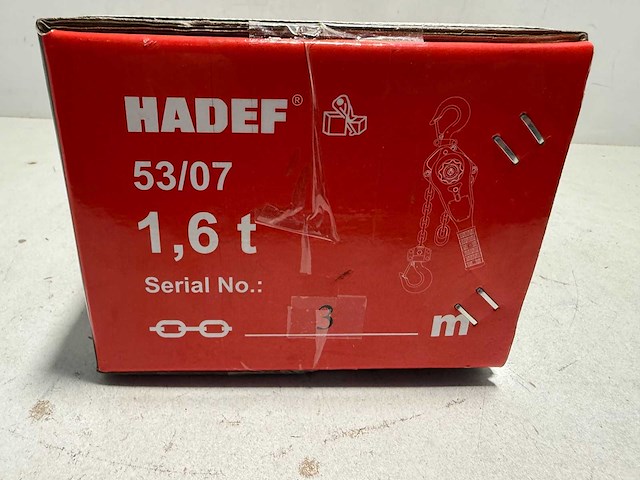 HADEF®
53/07
1,6 t
Serial No.:
3 m